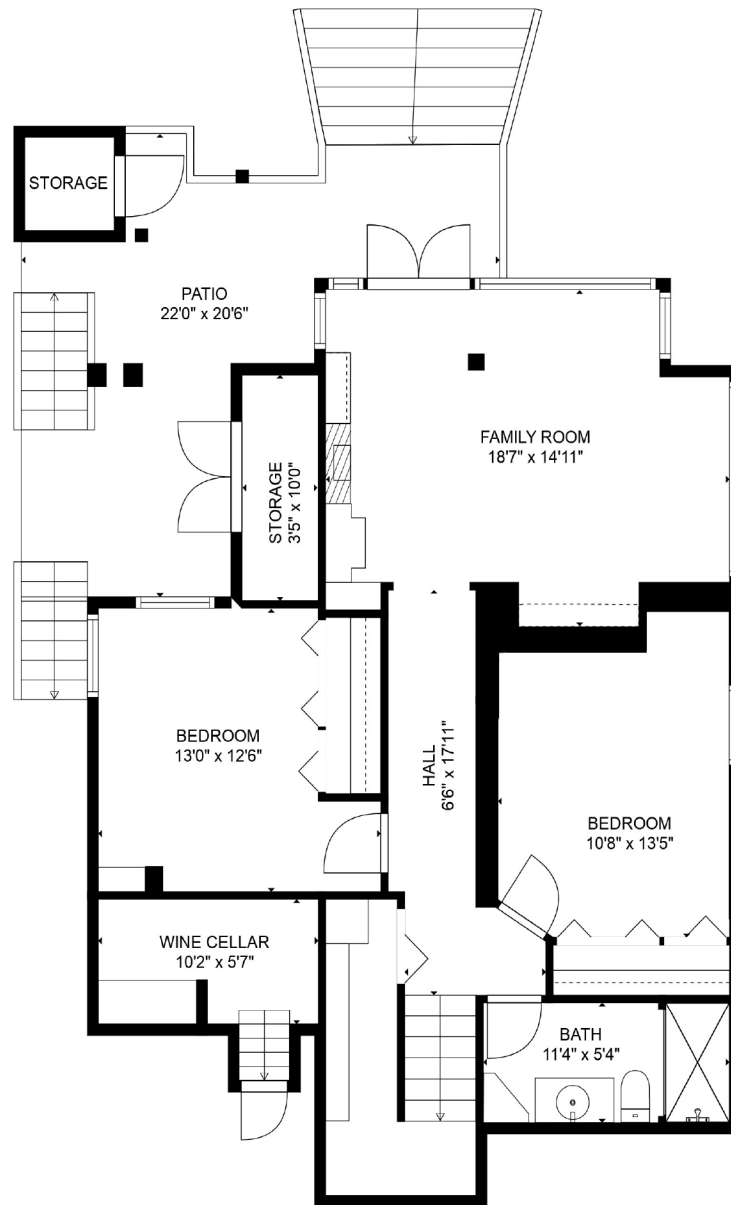 STORAGE
PATIO
22'0" x 20'6"
FAMILY ROOM
18'7" x 14'11"
STORAGE
3'5" x 10'0"
BEDROOM
13'0" x 12'6"
HALL
6'6" x 17'11"
BEDROOM
10'8" x 13'5"
WINE CELLAR
10'2" x 5'7"
BATH
11'4" x 5'4"